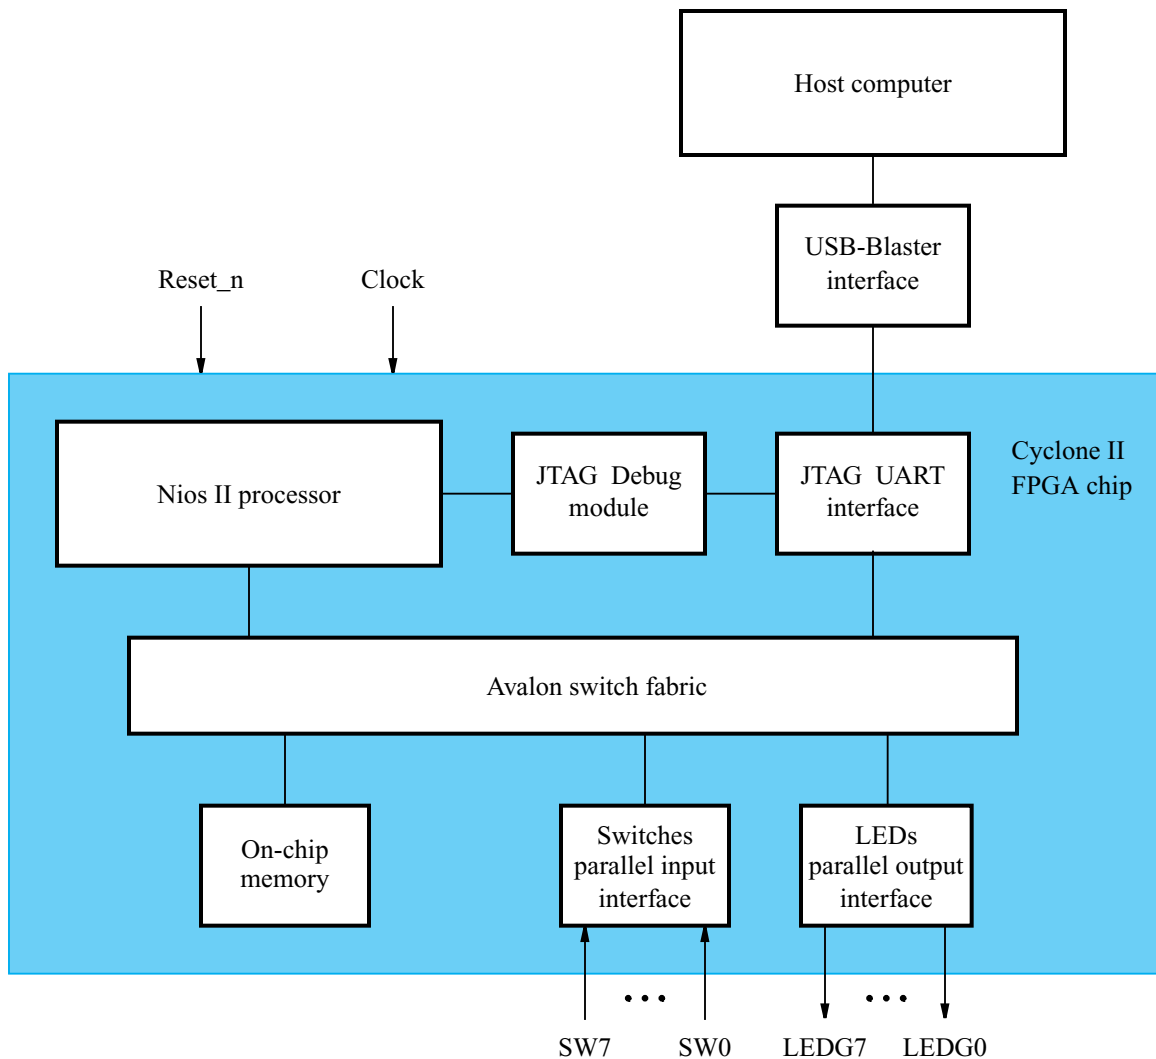 Host computer
USB-Blaster
interface
Reset_n
Clock
Cyclone II
FPGA chip
Nios II processor
JTAG Debug
module
JTAG UART
interface
Avalon switch fabric
On-chip
memory
Switches
parallel input
interface
LEDs
parallel output
interface
SW7
SW0
LEDG7
LEDG0